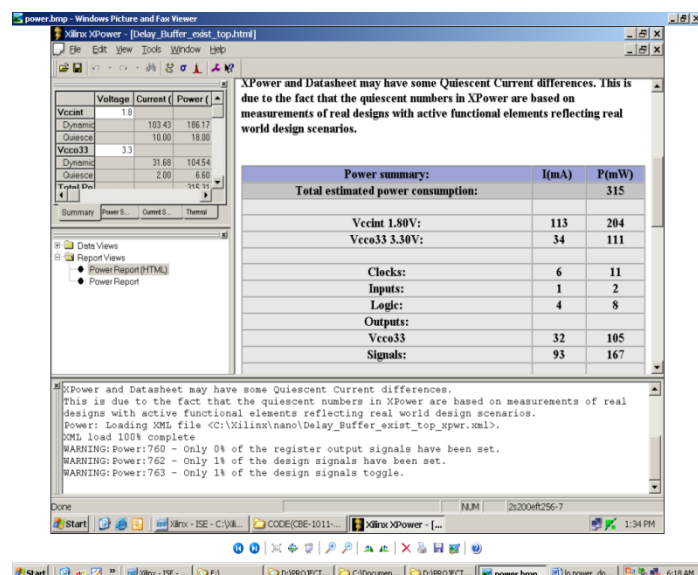 power.bmp - Windows Picture and Fax Viewer
Xilinx XPower - [Delay_Buffer_exist_top.html]
File Edit View Tools Window Help
Voltage Current ( Power (
Vccint 1.8
Dynamic 103.43 186.17
Quiesce 10.00 18.00
Vcco33 3.3
Dynamic 31.68 104.54
Quiesce 2.00 6.60
Total Po 315.31
Summary Power S... Current S... Thermal
Data Views
Report Views
Power Report (HTML)
Power Report
XPower and Datasheet may have some Quiescent Current differences. This is
due to the fact that the quiescent numbers in XPower are based on
measurements of real designs with active functional elements reflecting real
world design scenarios.
Power summary: I(mA) P(mW)
Total estimated power consumption: 315
Vccint 1.80V: 113 204
Vcco33 3.30V: 34 111
Clocks: 6 11
Inputs: 1 2
Logic: 4 8
Outputs:
Vcco33 32 105
Signals: 93 167
XPower and Datasheet may have some Quiescent Current differences.
This is due to the fact that the quiescent numbers in XPower are based on measurements of real
designs with active functional elements reflecting real world design scenarios.
Power: Loading XML file <C:\Xilinx\nano\Delay_Buffer_exist_top_xpwr.xml>.
XML load 100% complete
WARNING:Power:760 - Only 0% of the register output signals have been set.
WARNING:Power:762 - Only 1% of the design signals have been set.
WARNING:Power:763 - Only 1% of the design signals toggle.
Done NUM 2s200eft256-7
Start Xilinx - ISE - C:\Xili... CODE(CBE-1011-... Xilinx XPower - [... 1:34 PM
Start Xilinx - ISE - ... F:\ D:\PROJECT... C:\Documen... D:\PROJECT... power.bmp ... 6:18 AM